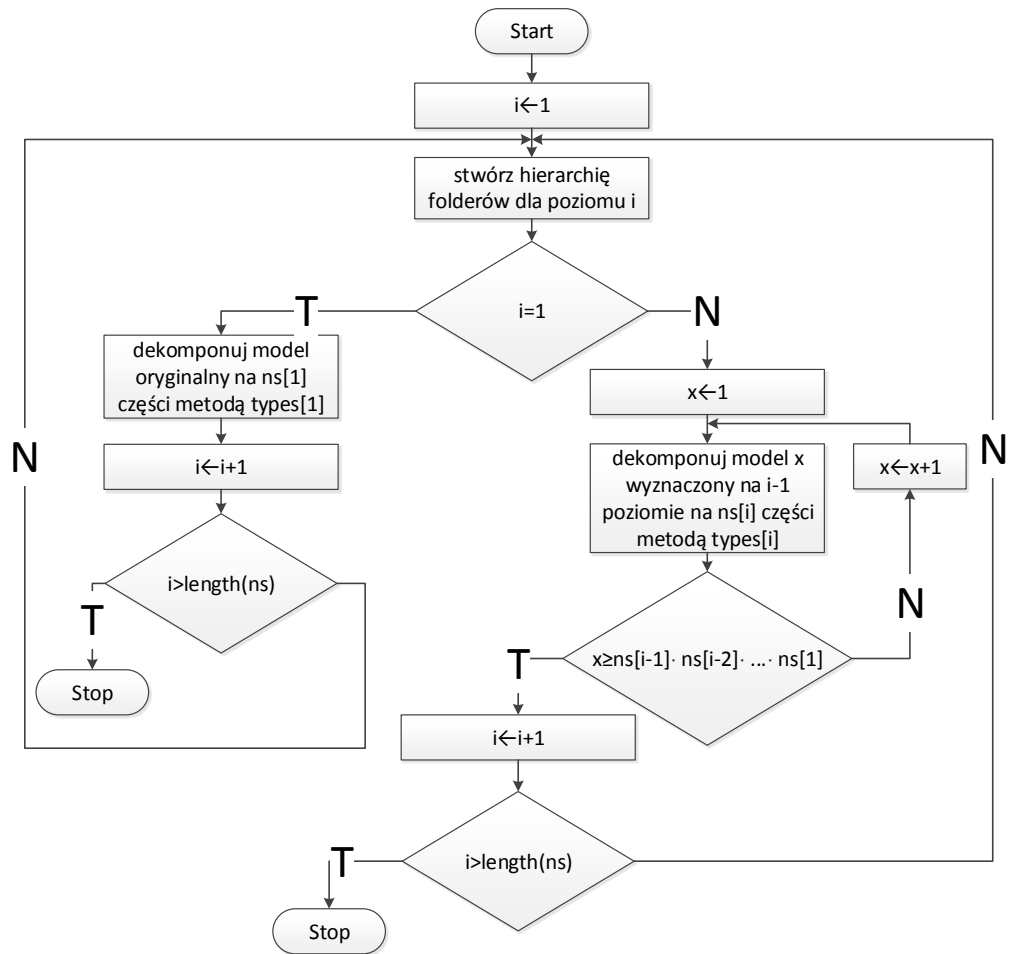 Start
i←1
stwórz hierarchię
folderów dla poziomu i
i=1
T
N
dekomponuj model
oryginalny na ns[1]
części metodą types[1]
x←1
i←i+1
N
dekomponuj model x
wyznaczony na i-1
poziomie na ns[i] części
metodą types[i]
x←x+1
N
i>length(ns)
T
N
Stop
x≥ns[i-1]· ns[i-2]· ...· ns[1]
T
i←i+1
i>length(ns)
T
Stop